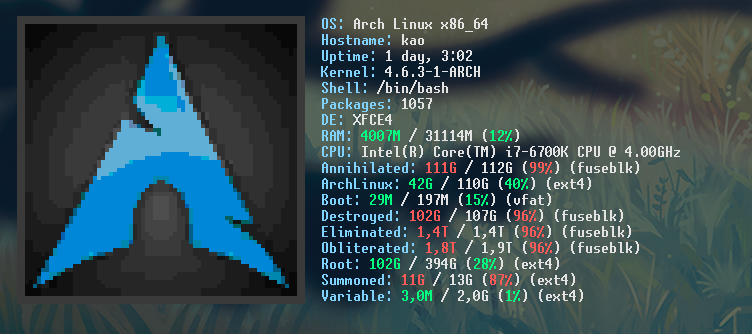 OS: Arch Linux x86_64
Hostname: kao
Uptime: 1 day, 3:02
Kernel: 4.6.3-1-ARCH
Shell: /bin/bash
Packages: 1057
DE: XFCE4
RAM: 4007M / 31114M (12%)
CPU: Intel(R) Core(TM) i7-6700K CPU @ 4.00GHz
Annihilated: 111G / 112G (99%) (fuseblk)
ArchLinux: 42G / 110G (40%) (ext4)
Boot: 29M / 197M (15%) (vfat)
Destroyed: 102G / 107G (96%) (fuseblk)
Eliminated: 1,4T / 1,4T (96%) (fuseblk)
Obliterated: 1,8T / 1,9T (96%) (fuseblk)
Root: 102G / 394G (28%) (ext4)
Summoned: 11G / 13G (87%) (ext4)
Variable: 3,0M / 2,0G (1%) (ext4)